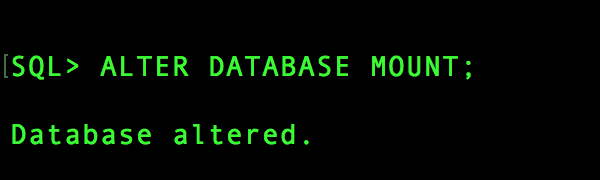 [SQL> ALTER DATABASE MOUNT;
Database altered.